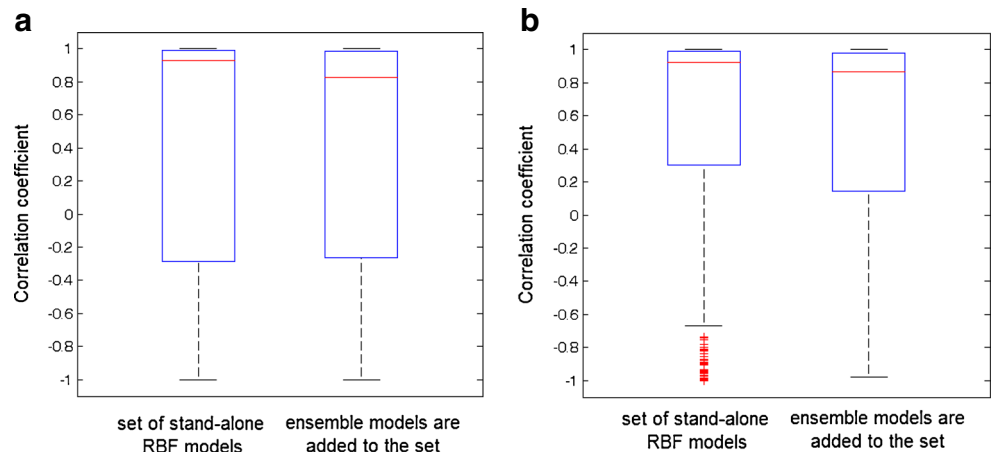 a
Correlation coefficient
1
0.8
0.6
0.4
0.2
0
-0.2
-0.4
-0.6
-0.8
-1
set of stand-alone
RBF models
ensemble models are
added to the set
b
Correlation coefficient
1
0.8
0.6
0.4
0.2
0
-0.2
-0.4
-0.6
-0.8
-1
set of stand-alone
RBF models
ensemble models are
added to the set